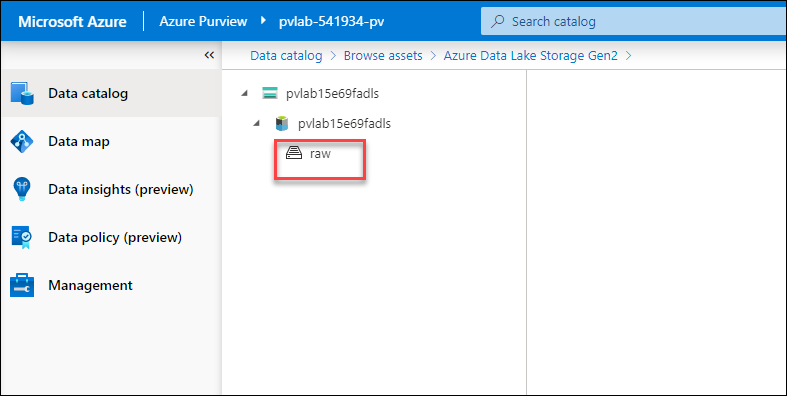 Microsoft Azure Azure Purview pvlab-541934-pv Search catalog
Data catalog Browse assets Azure Data Lake Storage Gen2
Data catalog
Data map
Data insights (preview)
Data policy (preview)
Management
pvlab15e69fadls
pvlab15e69fadls
raw